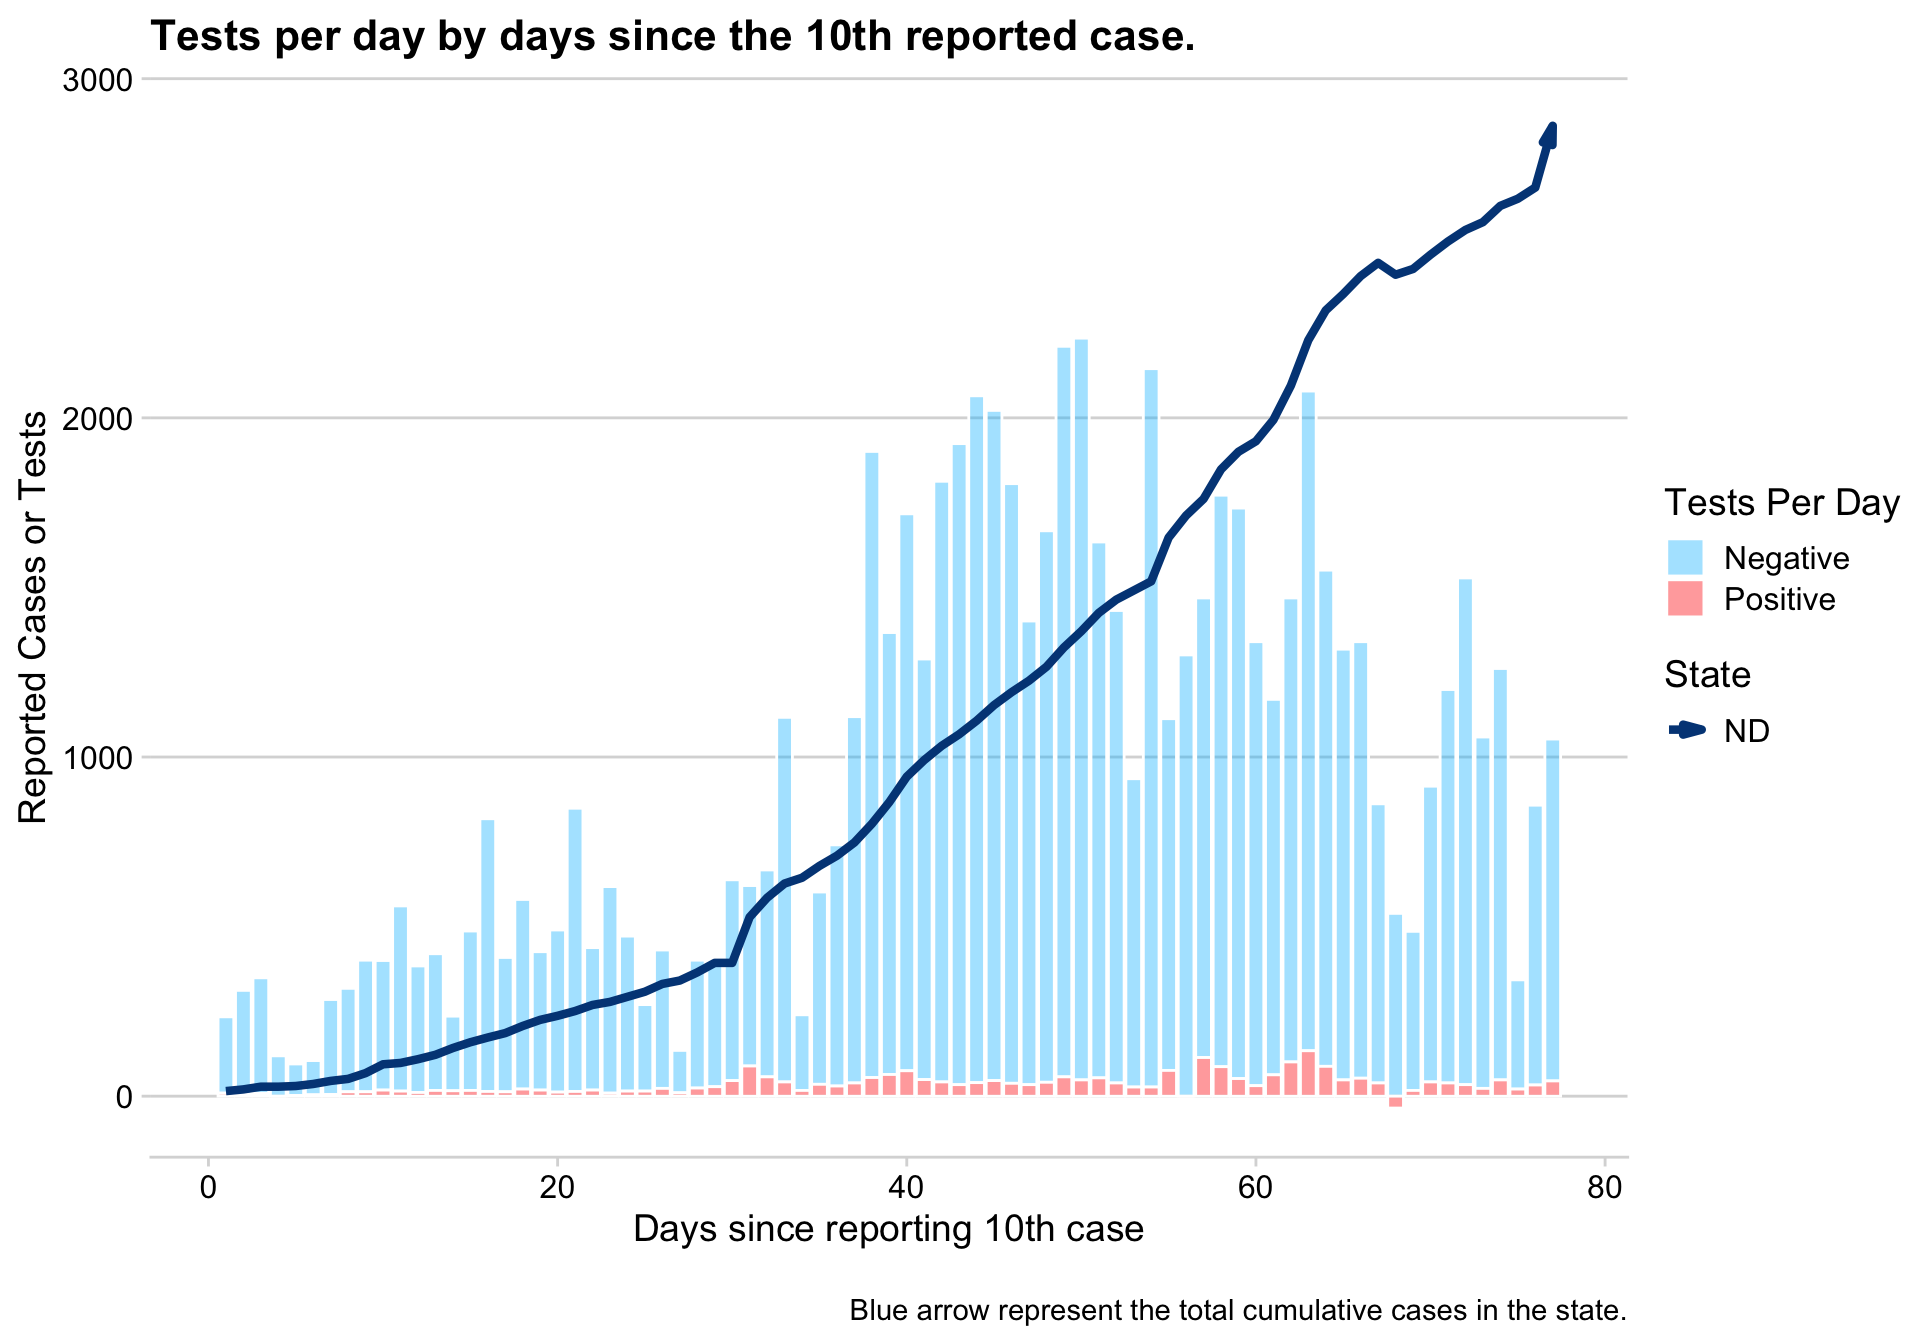 Tests per day by days since the 10th reported case.
3000
2000
1000
0
Reported Cases or Tests
0 20 40 60 80
Days since reporting 10th case
Tests Per Day
Negative
Positive
State
ND
Blue arrow represent the total cumulative cases in the state.